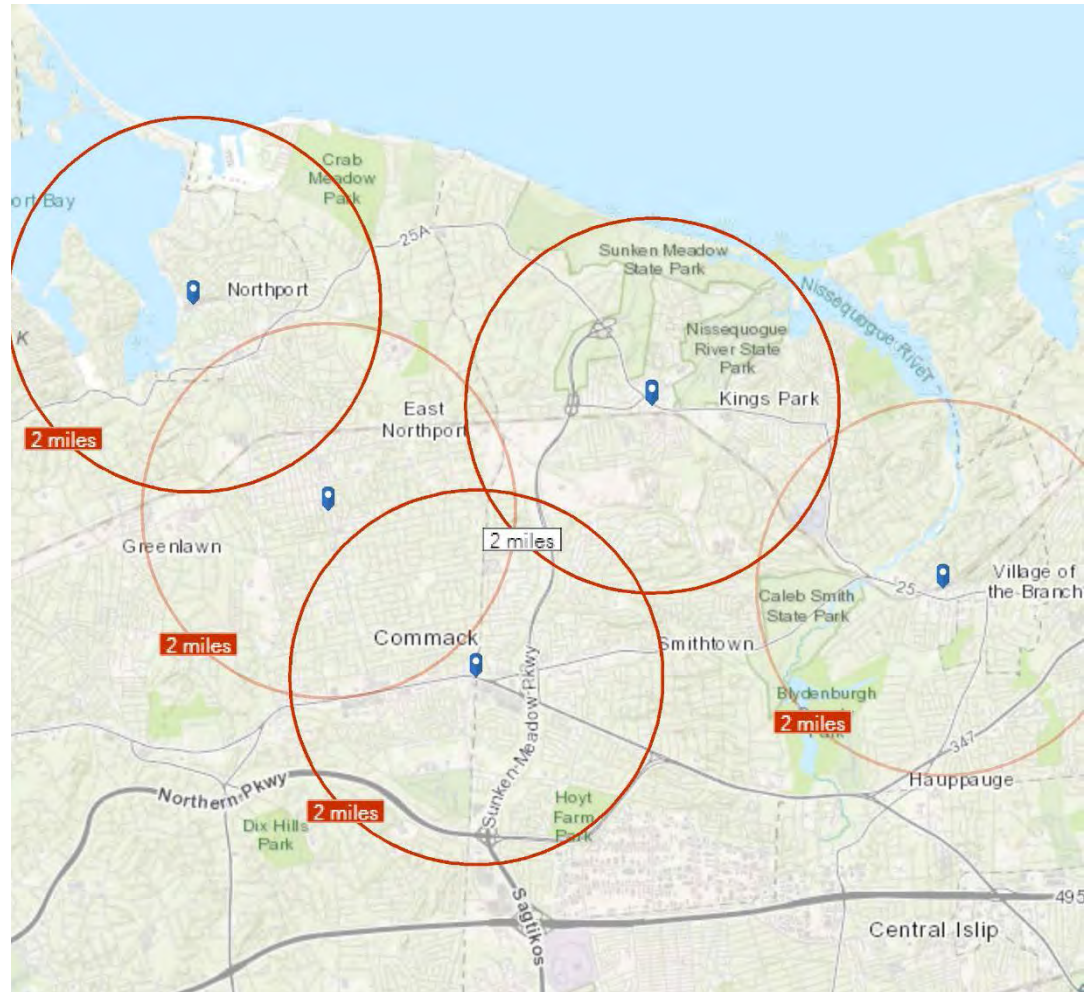 Crab
Meadow
Park
ort Bay
25A
Sunken Meadow
State Park
Northport
Nissequogue River
K
Nissequogue
River State
Park
Kings Park
East
Northport
2 miles
2 miles
Greenlawn
Village of
the Branch
25
Caleb Smith
State Park
Commack
Smithtown
2 miles
Sunken Meadow Pkwy
Blydenburgh
2 miles
347
Hauppauge
Northern Pkwy
2 miles
Hoyt
Farm
Park
Dix Hills
Park
Sagtikos
495
Central Islip